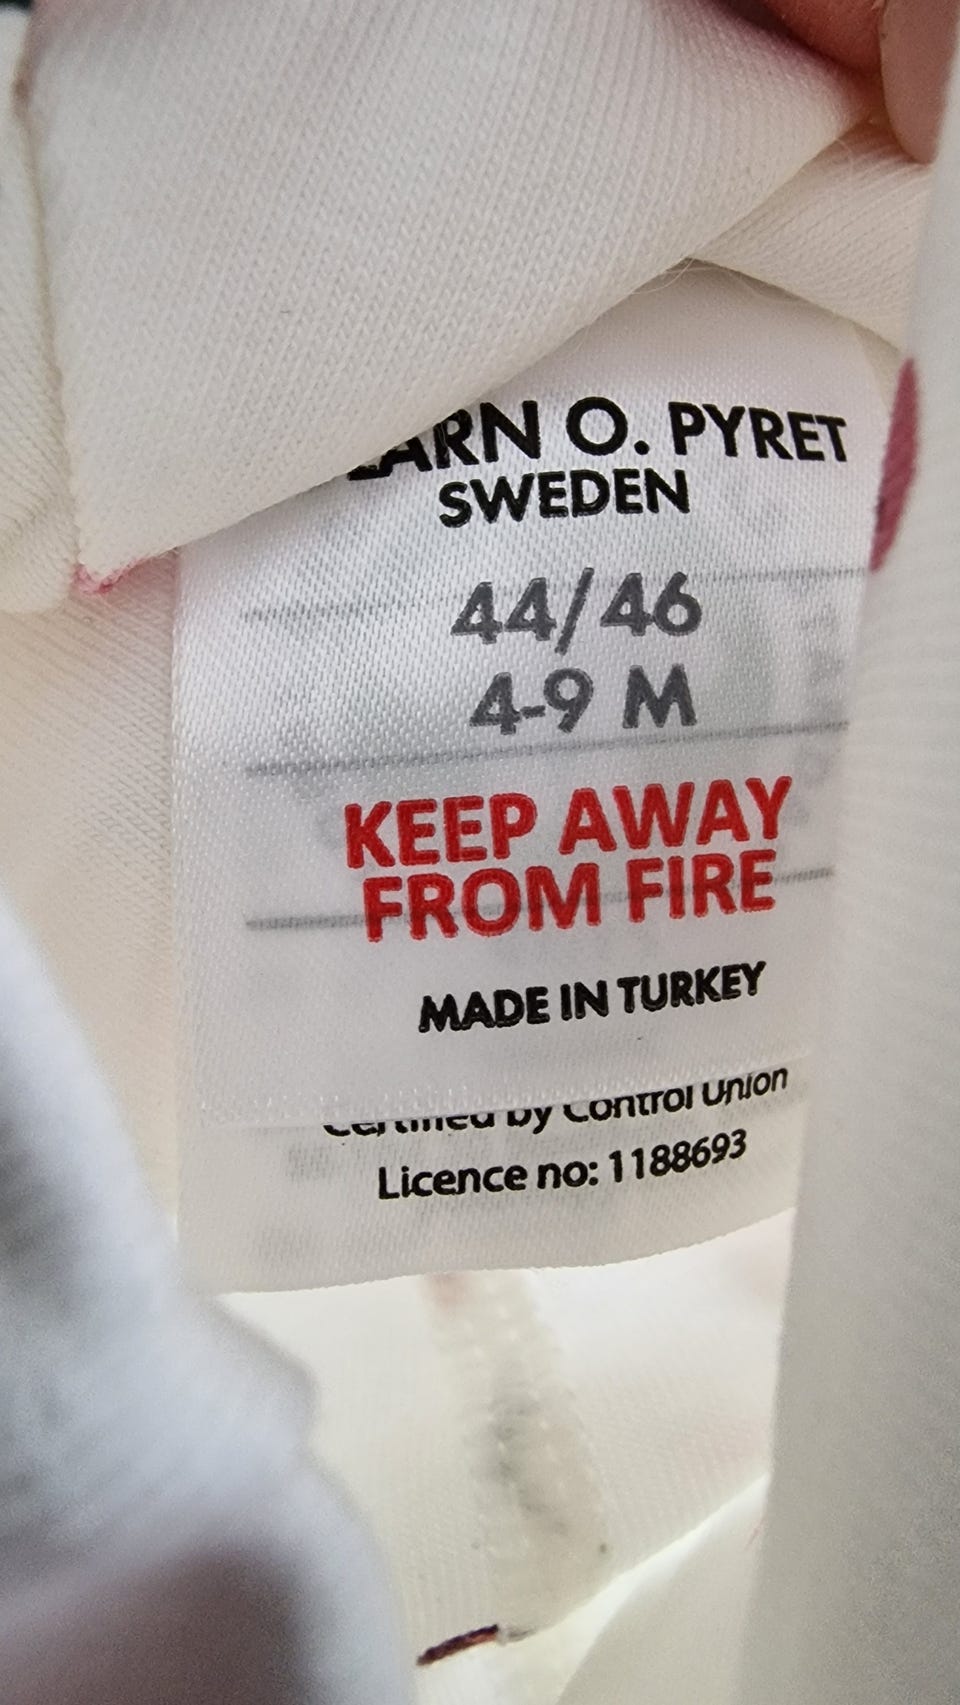 ARN O. PYRET
SWEDEN
44/46
4-9 M
KEEP AWAY
FROM FIRE
MADE IN TURKEY
Certified by Control Union
Licence no: 1188693